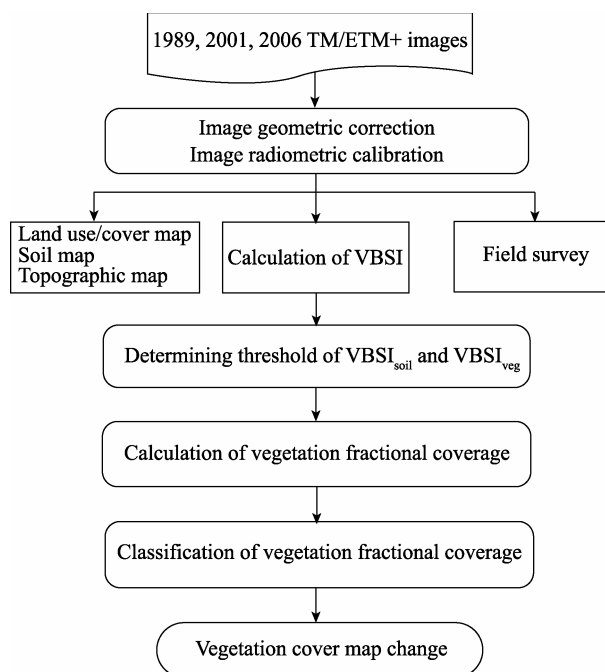 1989, 2001, 2006 TM/ETM+ images
Image geometric correction
Image radiometric calibration
Land use/cover map
Soil map
Topographic map
Calculation of VBSI
Field survey
Determining threshold of VBSIsoil and VBSIveg
Calculation of vegetation fractional coverage
Classification of vegetation fractional coverage
Vegetation cover map change